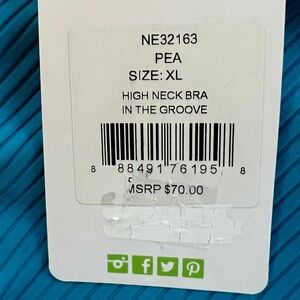 NE32163
PEA
SIZE: XL
HIGH NECK BRA
IN THE GROOVE
8 88491 76195 8
MSRP $70.00